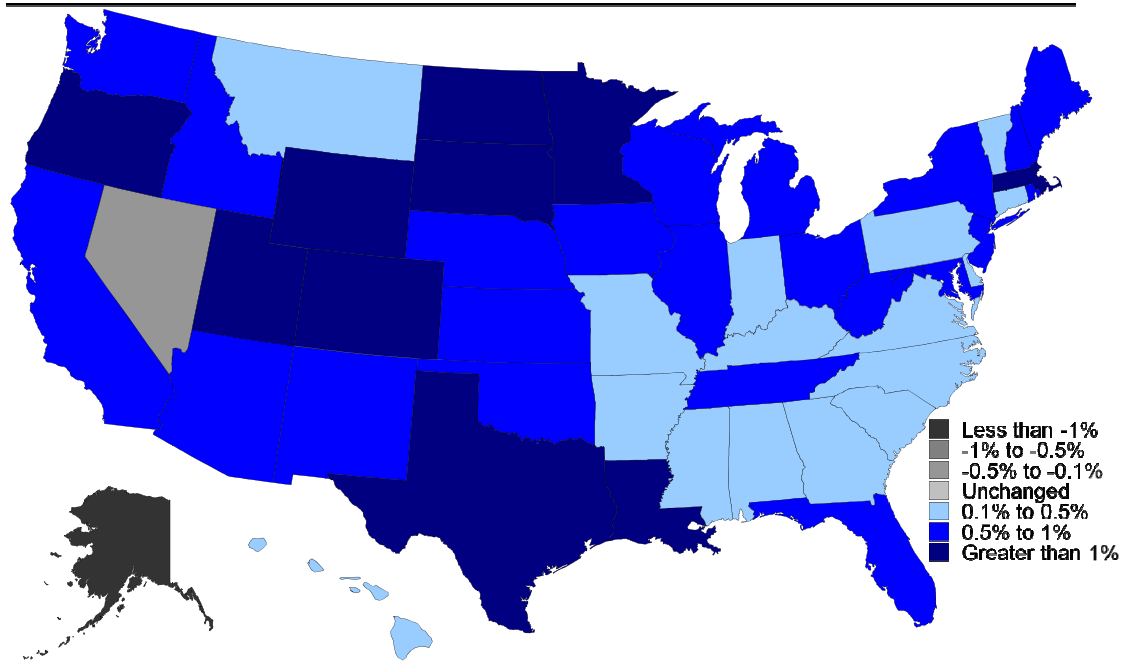 Less than -1%
-1% to -0.5%
-0.5% to -0.1%
Unchanged
0.1% to 0.5%
0.5% to 1%
Greater than 1%